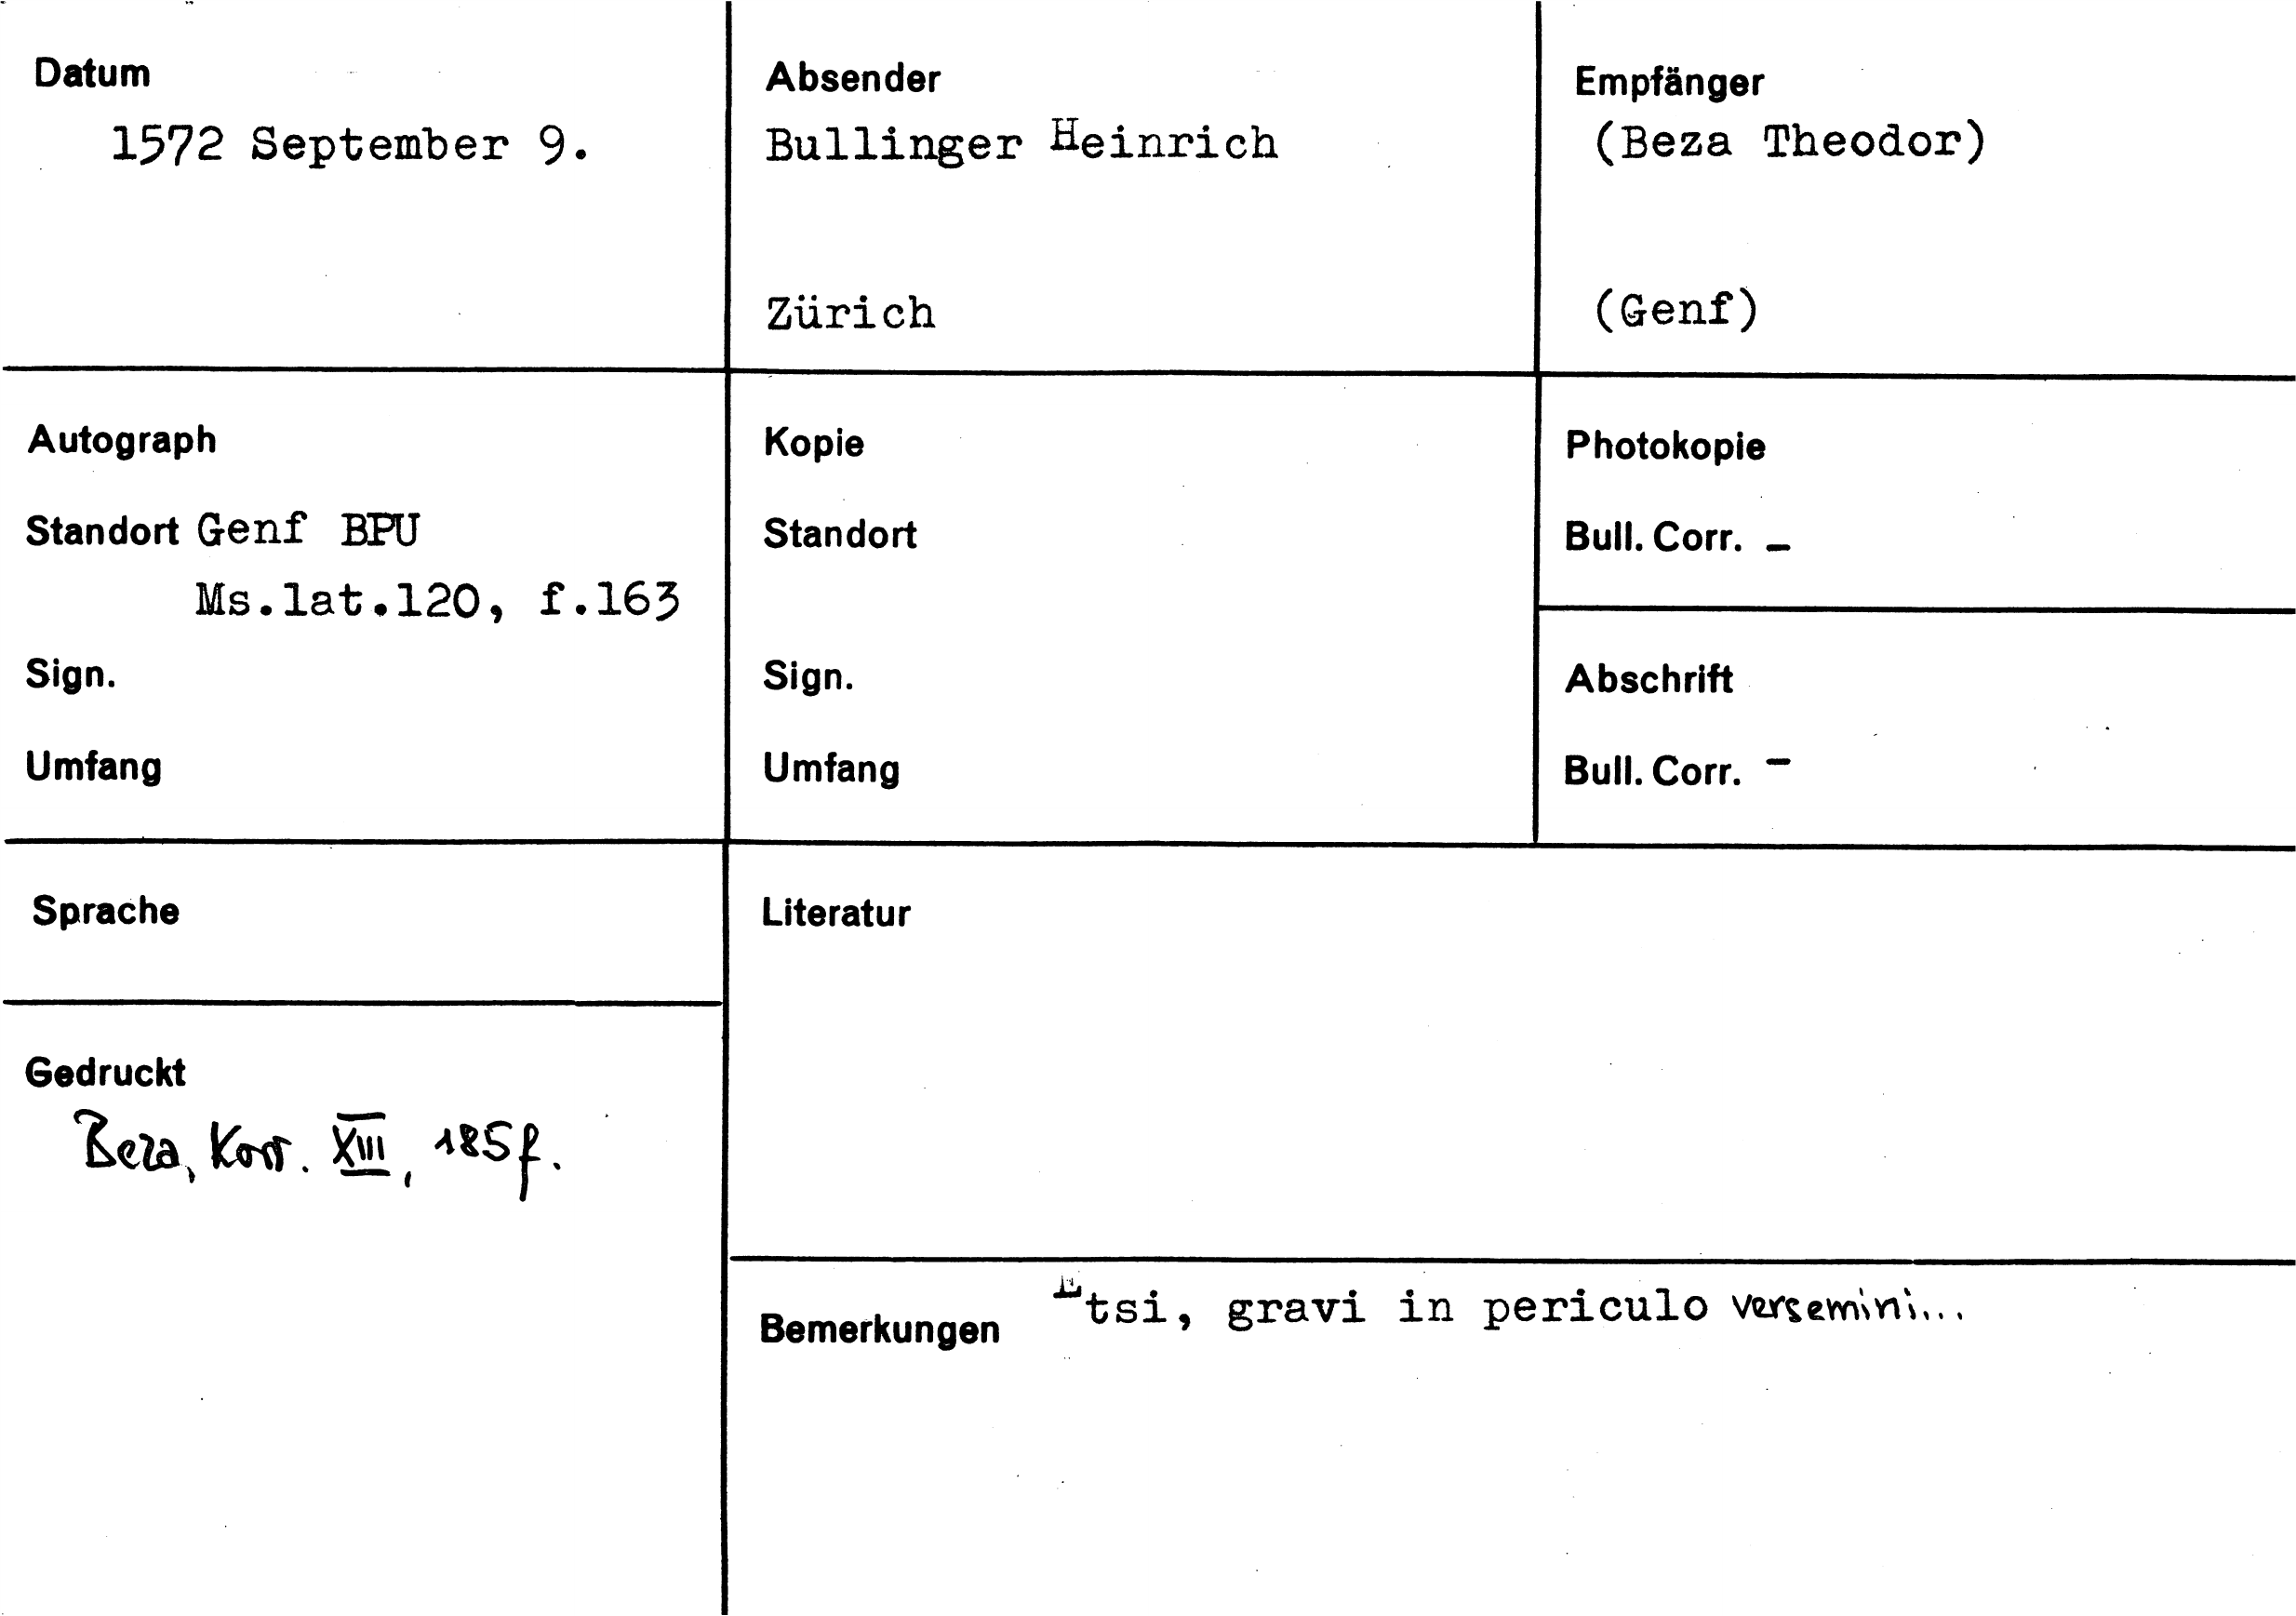 Datum
1572 September 9.
Absender
Bullinger Heinrich
Zürich
Empfänger
(Beza Theodor)
(Genf)
Autograph
Standort Genf BPU
Ms.lat.120, f.163
Sign.
Umfang
Kopie
Standort
Sign.
Umfang
Photokopie
Bull. Corr. –
Abschrift
Bull. Corr. –
Sprache
Gedruckt
Beza, Korr. XIII, 185f.
Literatur
Bemerkungen Etsi, gravi in periculo versemini...